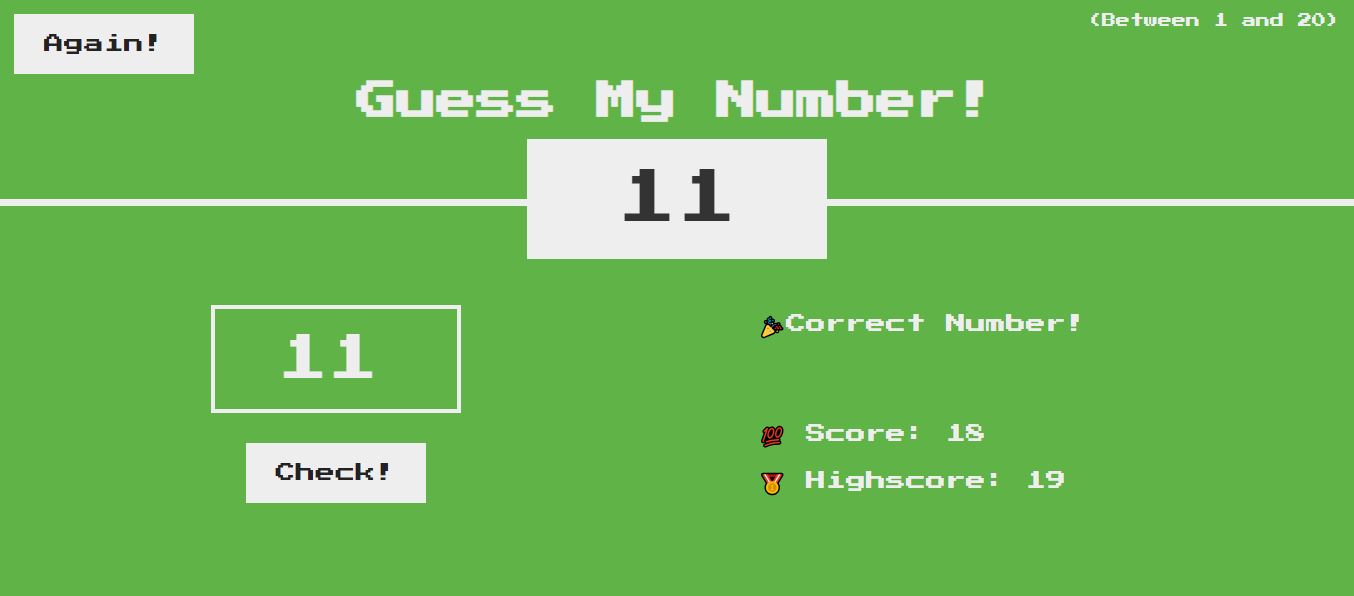 Again!
(Between 1 and 20)
Guess My Number!
11
11
Check!
🎉Correct Number!
💯 Score: 18
🥇 Highscore: 19